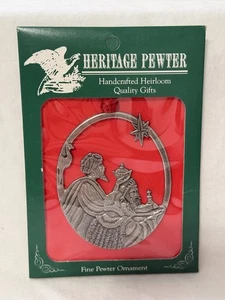 HERITAGE PEWTER
Handcrafted Heirloom
Quality Gifts
Fine Pewter Ornament